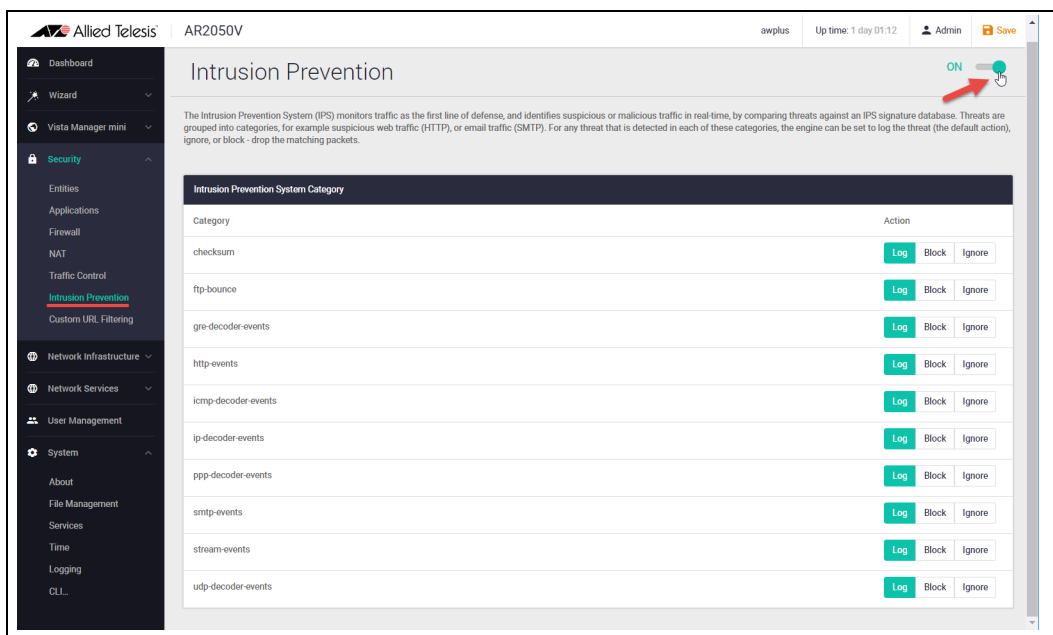 Allied Telesis
AR2050V
awplus
Up time: 1 day 01:12
Admin
Save
Dashboard
Wizard
Vista Manager mini
Security
Entities
Applications
Firewall
NAT
Traffic Control
Intrusion Prevention
Custom URL Filtering
Network Infrastructure
Network Services
User Management
System
About
File Management
Services
Time
Logging
CLI...
Intrusion Prevention
ON
The Intrusion Prevention System (IPS) monitors traffic as the first line of defense, and identifies suspicious or malicious traffic in real-time, by comparing threats against an IPS signature database. Threats are
grouped into categories, for example suspicious web traffic (HTTP), or email traffic (SMTP). For any threat that is detected in each of these categories, the engine can be set to log the threat (the default action),
ignore, or block - drop the matching packets.
Intrusion Prevention System Category
Category Action
checksum Log Block Ignore
ftp-bounce Log Block Ignore
gre-decoder-events Log Block Ignore
http-events Log Block Ignore
icmp-decoder-events Log Block Ignore
ip-decoder-events Log Block Ignore
ppp-decoder-events Log Block Ignore
smtp-events Log Block Ignore
stream-events Log Block Ignore
udp-decoder-events Log Block Ignore